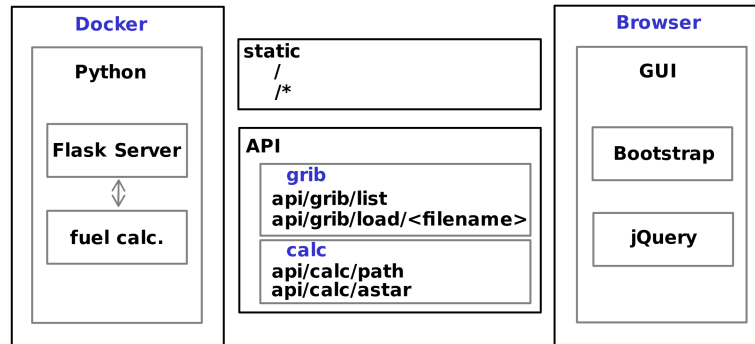 Docker
Python
Flask Server
fuel calc.
static
/
/*
API
grib
api/grib/list
api/grib/load/<filename>
calc
api/calc/path
api/calc/astar
Browser
GUI
Bootstrap
jQuery